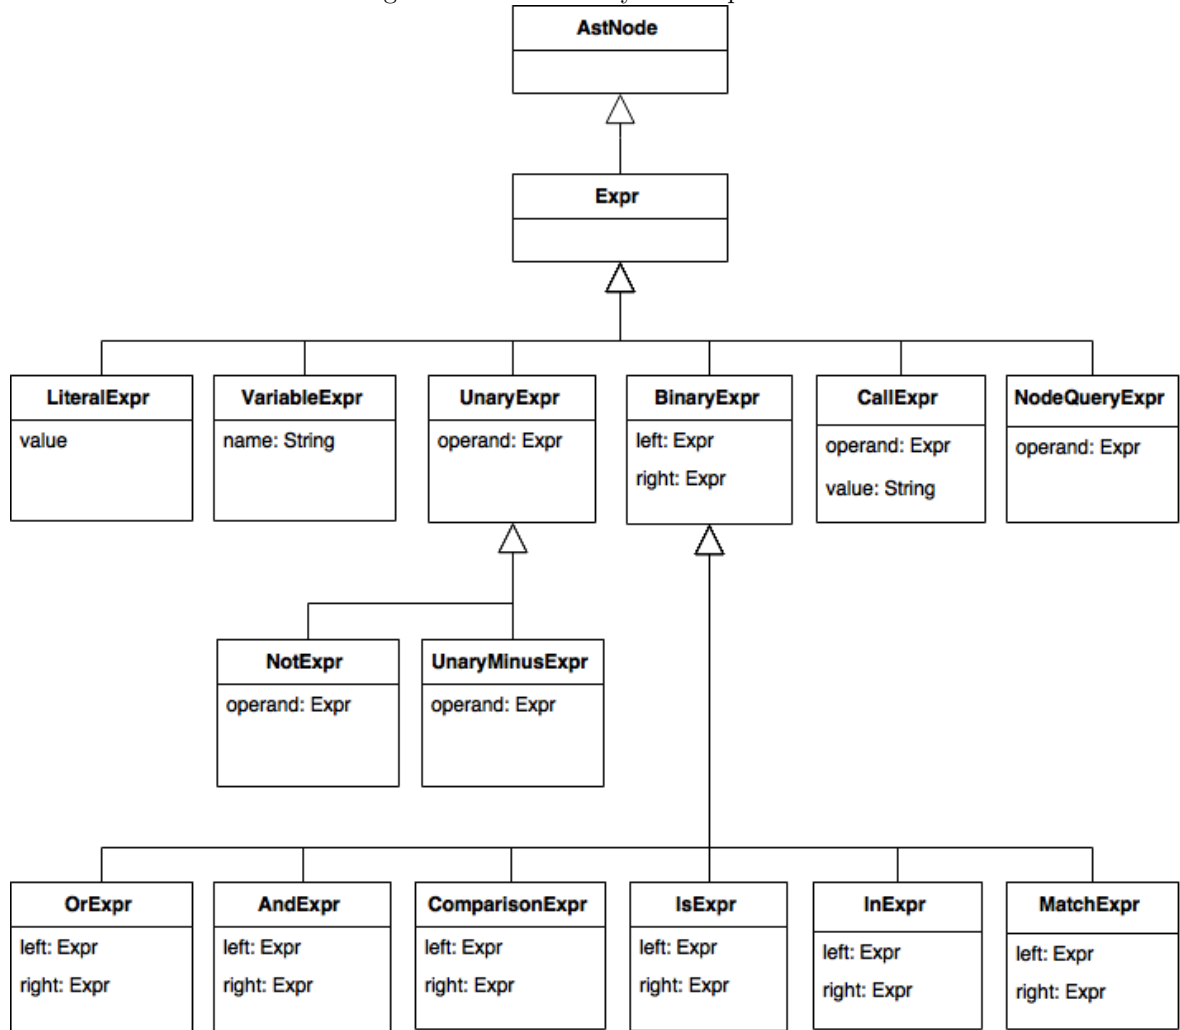 AstNode
Expr
LiteralExpr
value
VariableExpr
name: String
UnaryExpr
operand: Expr
BinaryExpr
left: Expr
right: Expr
CallExpr
operand: Expr
value: String
NodeQueryExpr
operand: Expr
NotExpr
operand: Expr
UnaryMinusExpr
operand: Expr
OrExpr
left: Expr
right: Expr
AndExpr
left: Expr
right: Expr
ComparisonExpr
left: Expr
right: Expr
IsExpr
left: Expr
right: Expr
InExpr
left: Expr
right: Expr
MatchExpr
left: Expr
right: Expr